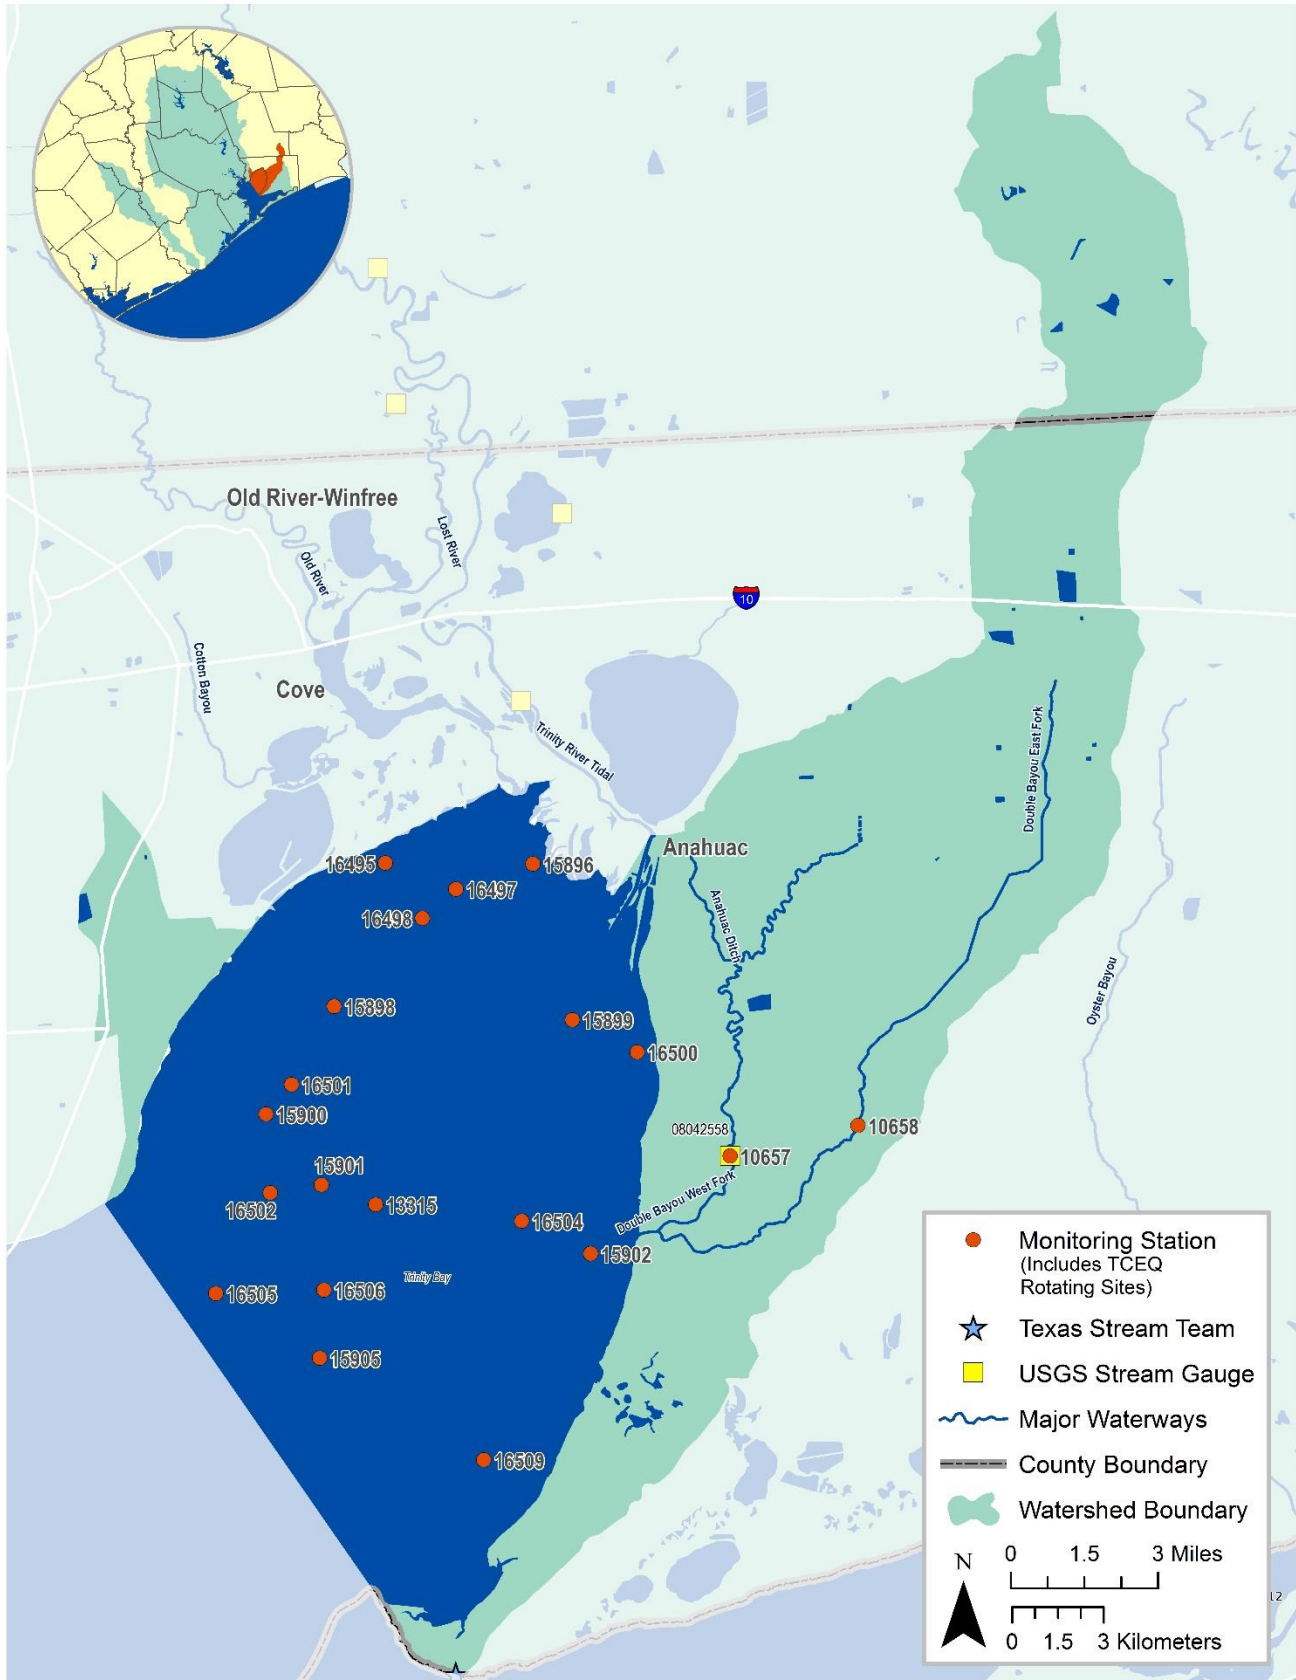 10
Old River-Winfree
Lost River
Old River
Cotton Bayou
Cove
Trinity River Tidal
Double Bayou East Fork
Anahuac
16495
15896
16497
16498
Anahuac Ditch
Oyster Bayou
15898
15899
16500
16501
15900
10658
08042558
10657
15901
16502
13315
Double Bayou West Fork
16504
15902
Trinity Bay
16505
16506
15905
16509
Monitoring Station
(Includes TCEQ
Rotating Sites)
Texas Stream Team
USGS Stream Gauge
Major Waterways
County Boundary
Watershed Boundary
N
0 1.5 3 Miles
0 1.5 3 Kilometers
12